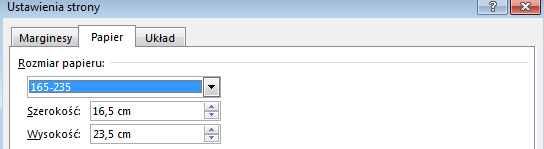 Ustawienia strony
Marginesy Papier Układ
Rozmiar papieru:
165-235
Szerokość: 16,5 cm
Wysokość: 23,5 cm